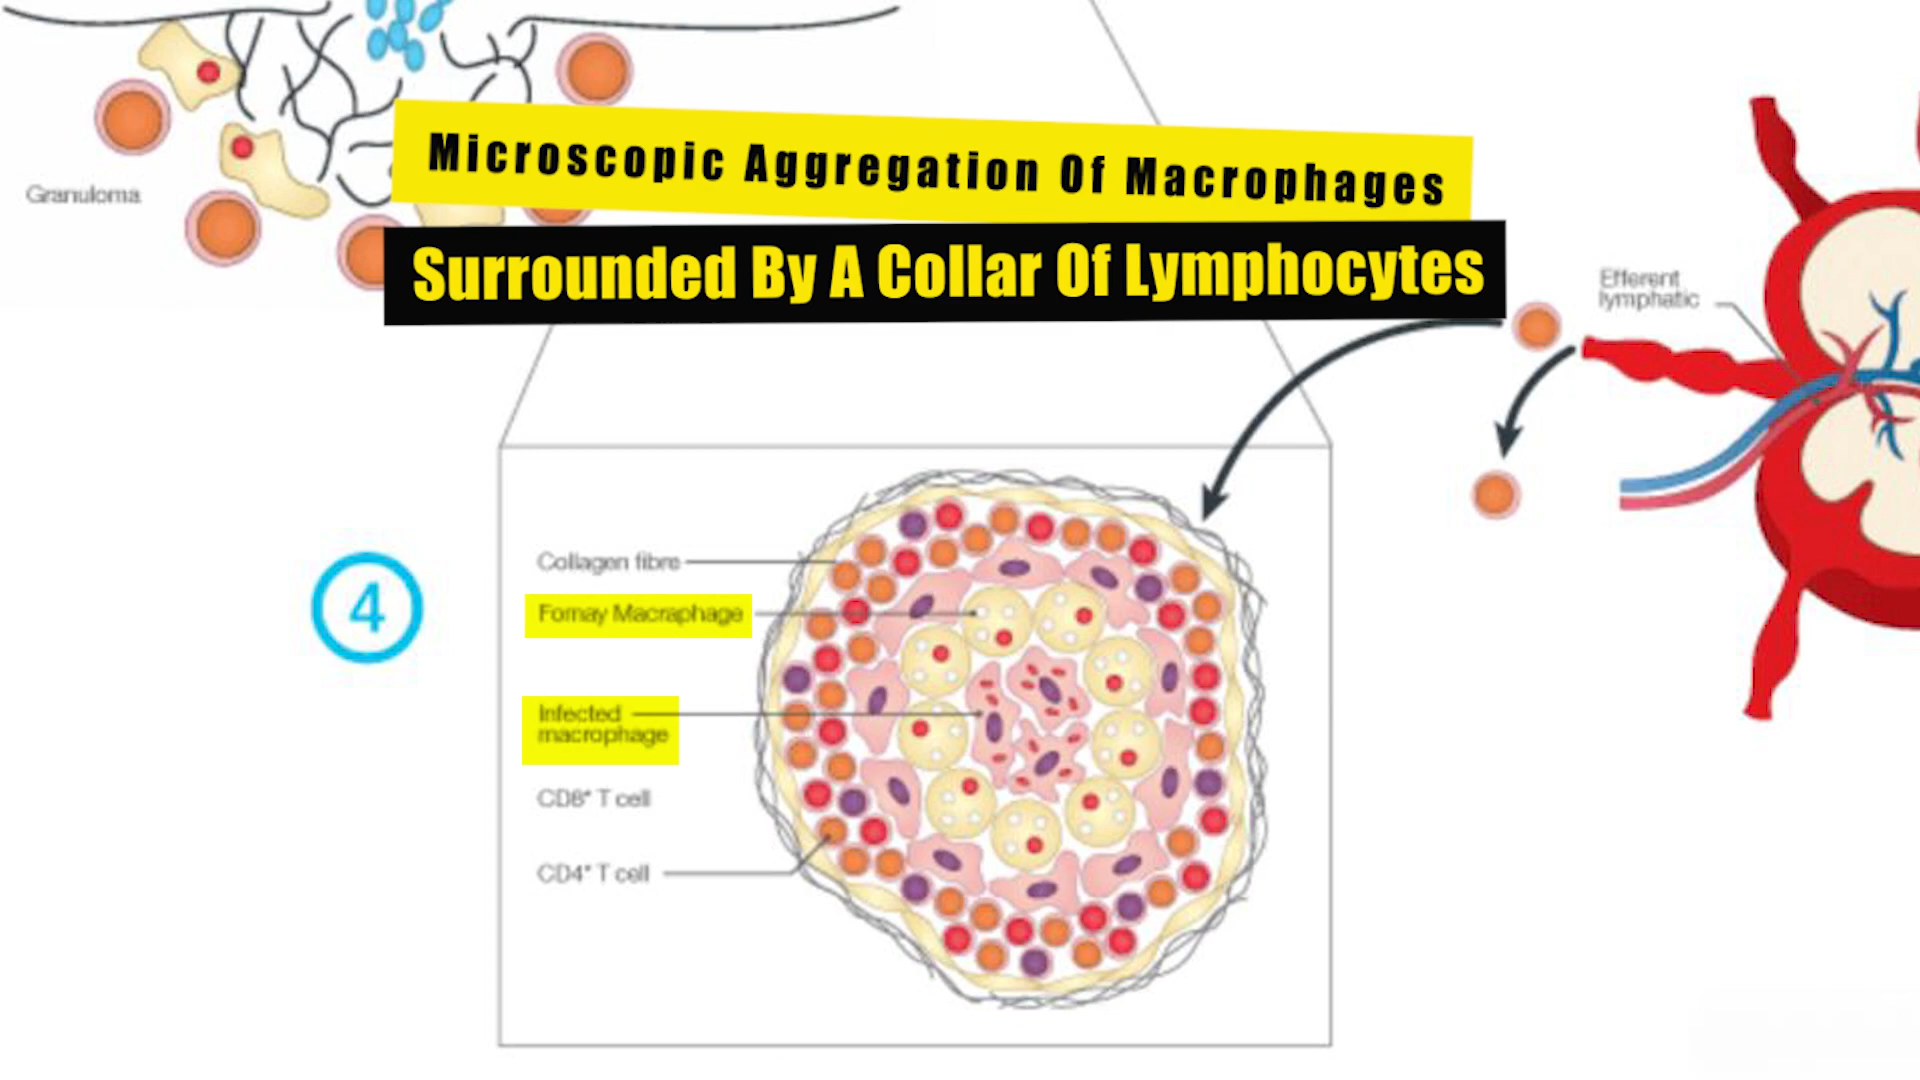 Microscopic Aggregation Of Macrophages
Granuloma
Surrounded By A Collar Of Lymphocytes
Efferent
lymphatic
Collagen fibre
4
Fomay Macraphage
Infected
macrophage
CD8⁺ T cell
CD4⁺ T cell